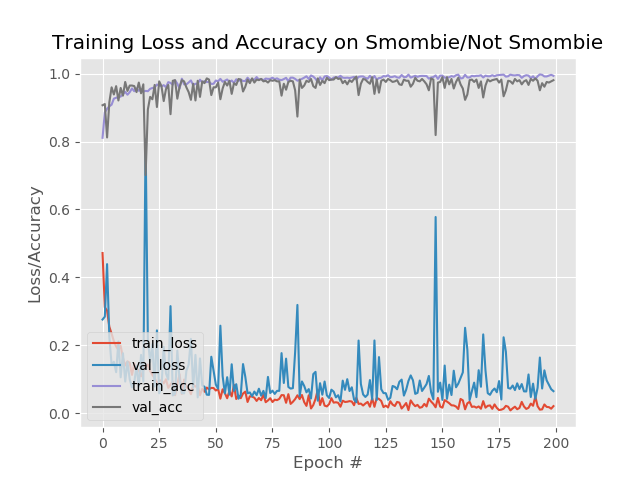 Training Loss and Accuracy on Smombie/Not Smombie
1.0
0.8
0.6
0.4
0.2
0.0
Loss/Accuracy
train_loss
val_loss
train_acc
val_acc
0 25 50 75 100 125 150 175 200
Epoch #